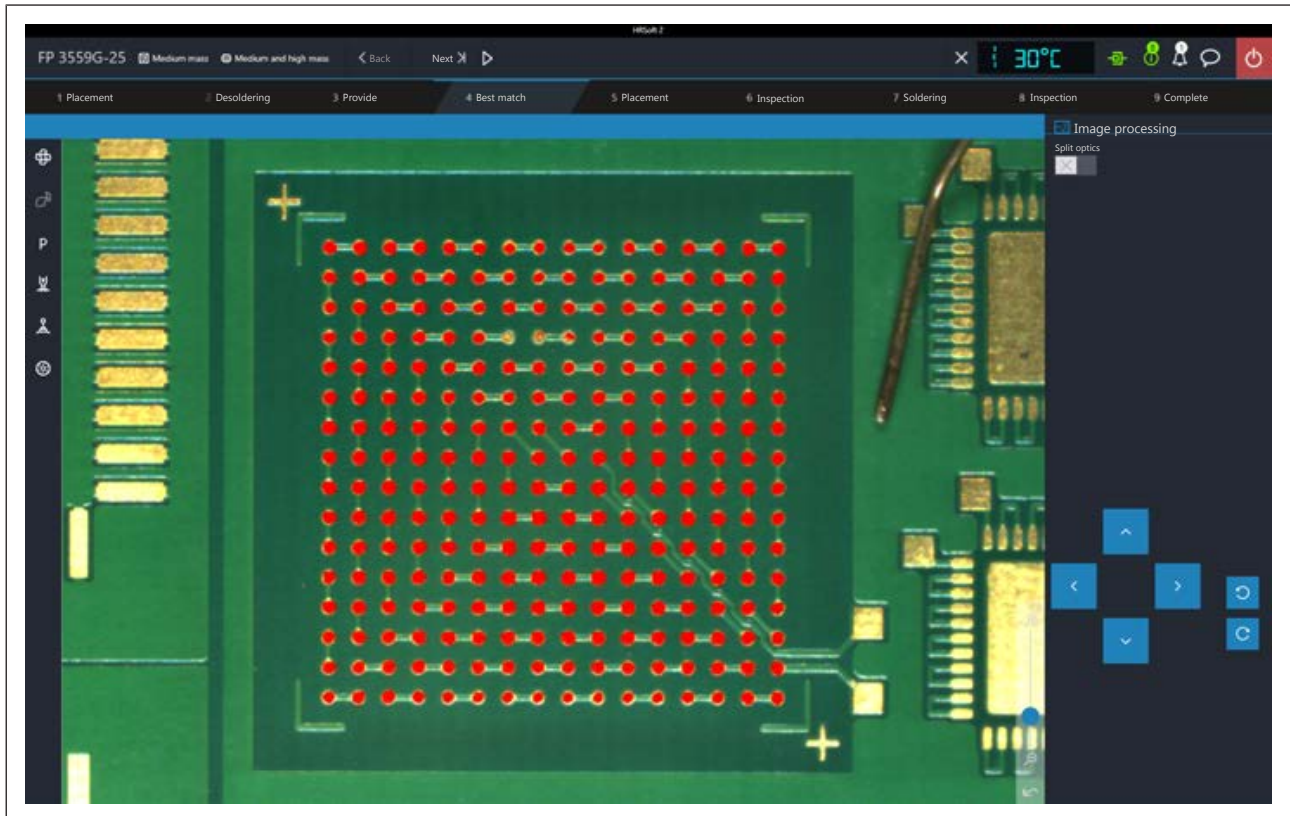 HRSoft 2
FP 3559G-25 Medium mass Medium and high mass Back Next 30°C
1 Placement 2 Desoldering 3 Provide 4 Best match 5 Placement 6 Inspection 7 Soldering 8 Inspection 9 Complete
Image processing
Split optics
P